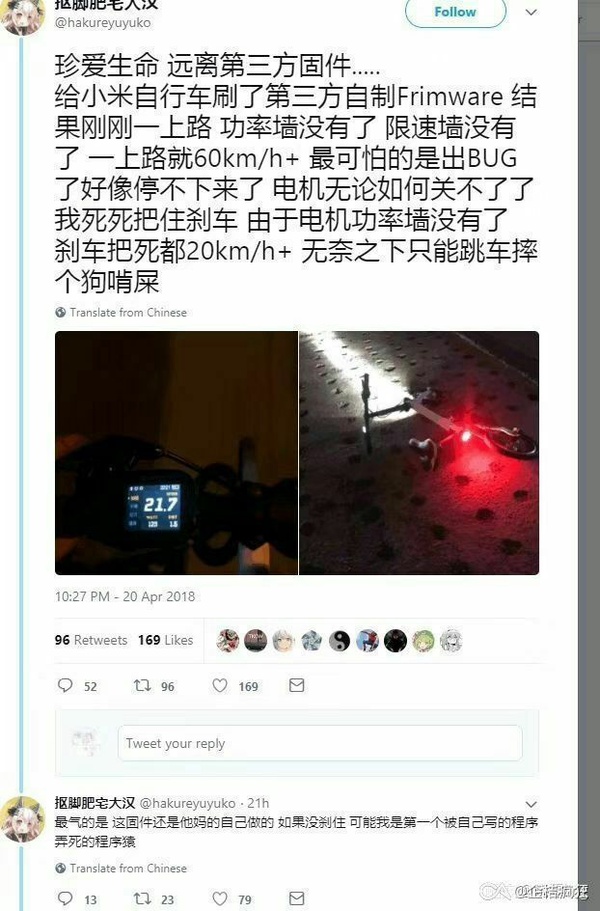 抠脚肥宅大汉
@hakureyuyuko
Follow
珍爱生命 远离第三方固件.....
给小米自行车刷了第三方自制Frimware 结
果刚刚一上路 功率墙没有了 限速墙没有
了 一上路就60km/h+ 最可怕的是出BUG
了好像停不下来了 电机无论如何关不了了
我死死把住刹车 由于电机功率墙没有了
刹车把死都20km/h+ 无奈之下只能跳车摔
个狗啃屎
Translate from Chinese
21.7
10:27 PM - 20 Apr 2018
96 Retweets 169 Likes
52 96 169
Tweet your reply
抠脚肥宅大汉 @hakureyuyuko · 21h
最气的是 这固件还是他妈的自己做的 如果没刹住 可能我是第一个被自己写的程序
弄死的程序猿
Translate from Chinese
13 23 79